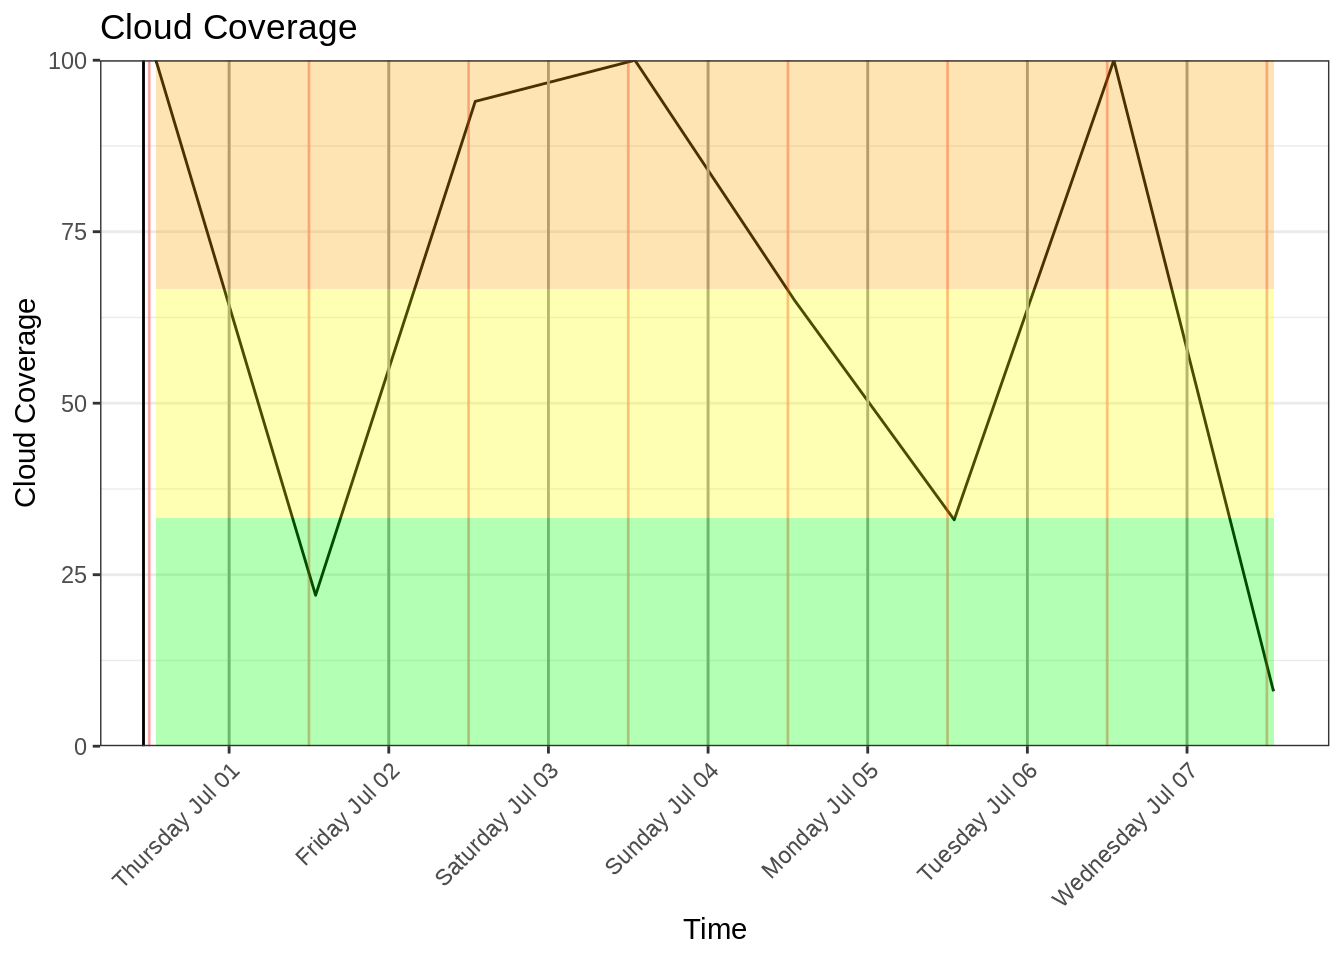 Cloud Coverage
100
75
50
25
0
Cloud Coverage
Thursday Jul 01
Friday Jul 02
Saturday Jul 03
Sunday Jul 04
Monday Jul 05
Tuesday Jul 06
Wednesday Jul 07
Time